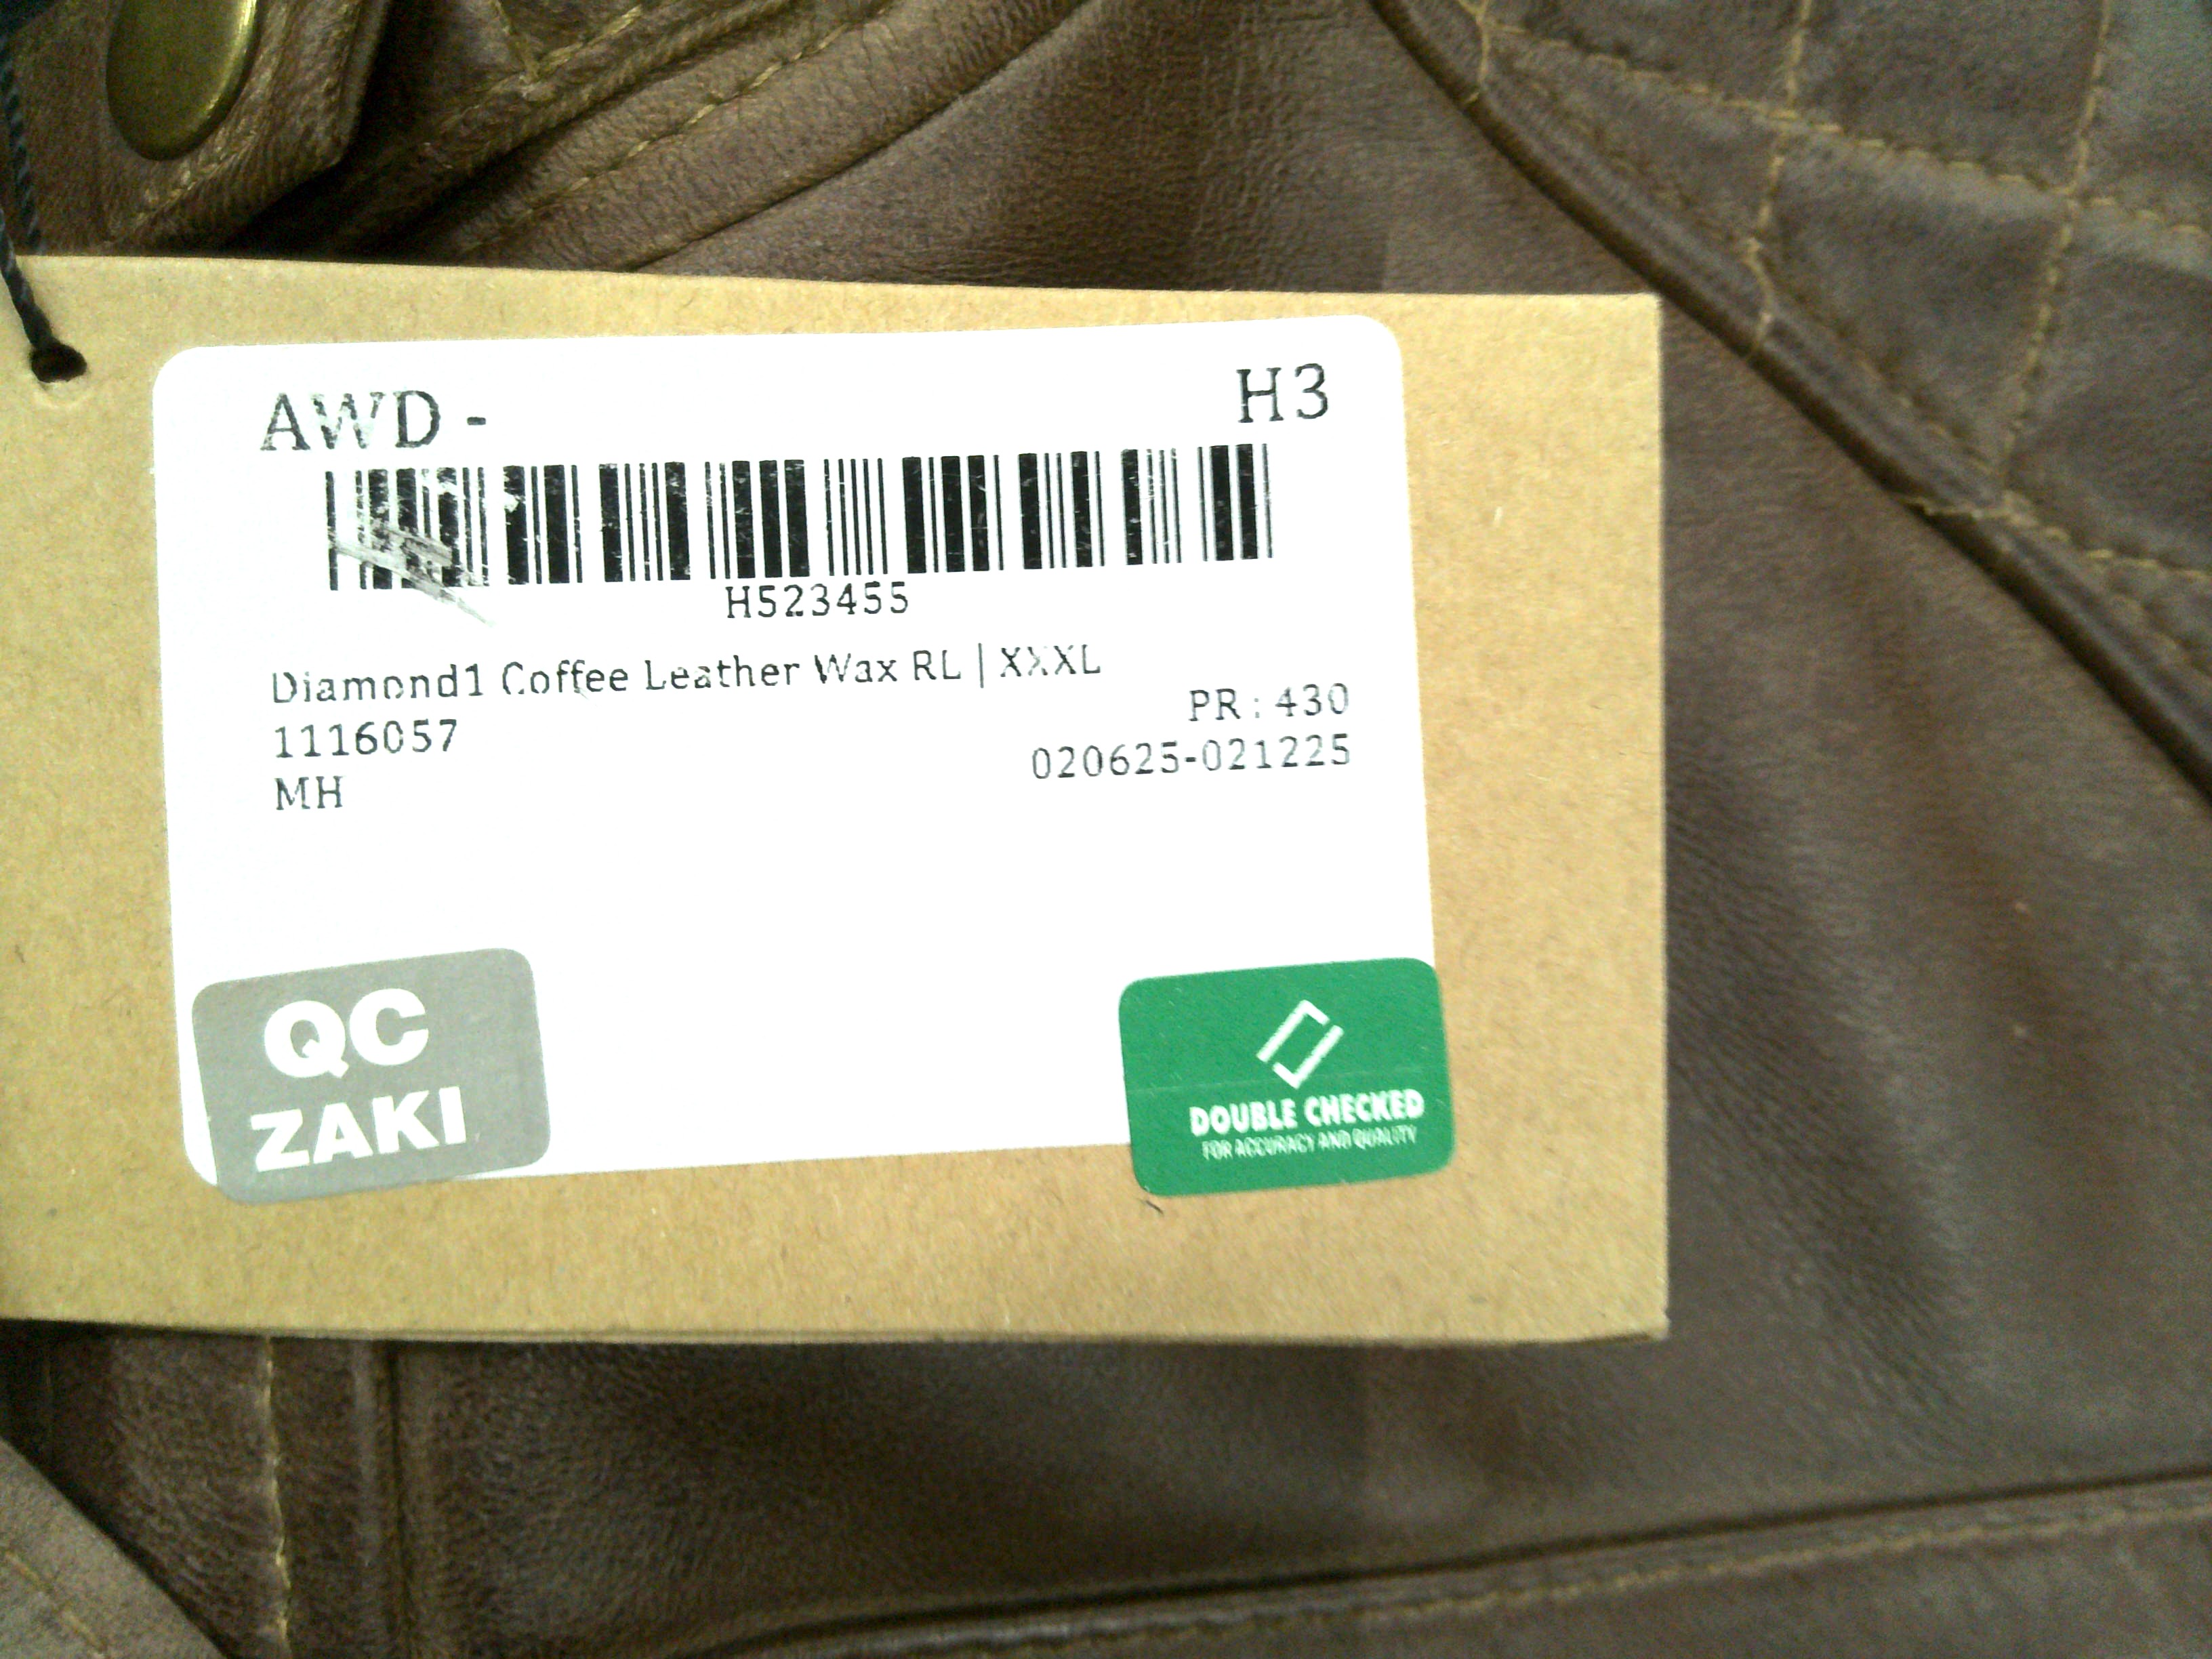 AWD - H3
H523455
Diamond1 Coffee Leather Wax RL | XXXL
1116057 PR : 430
MH 020625-021225
QC
ZAKI
DOUBLE CHECKED
FOR ACCURACY AND QUALITY